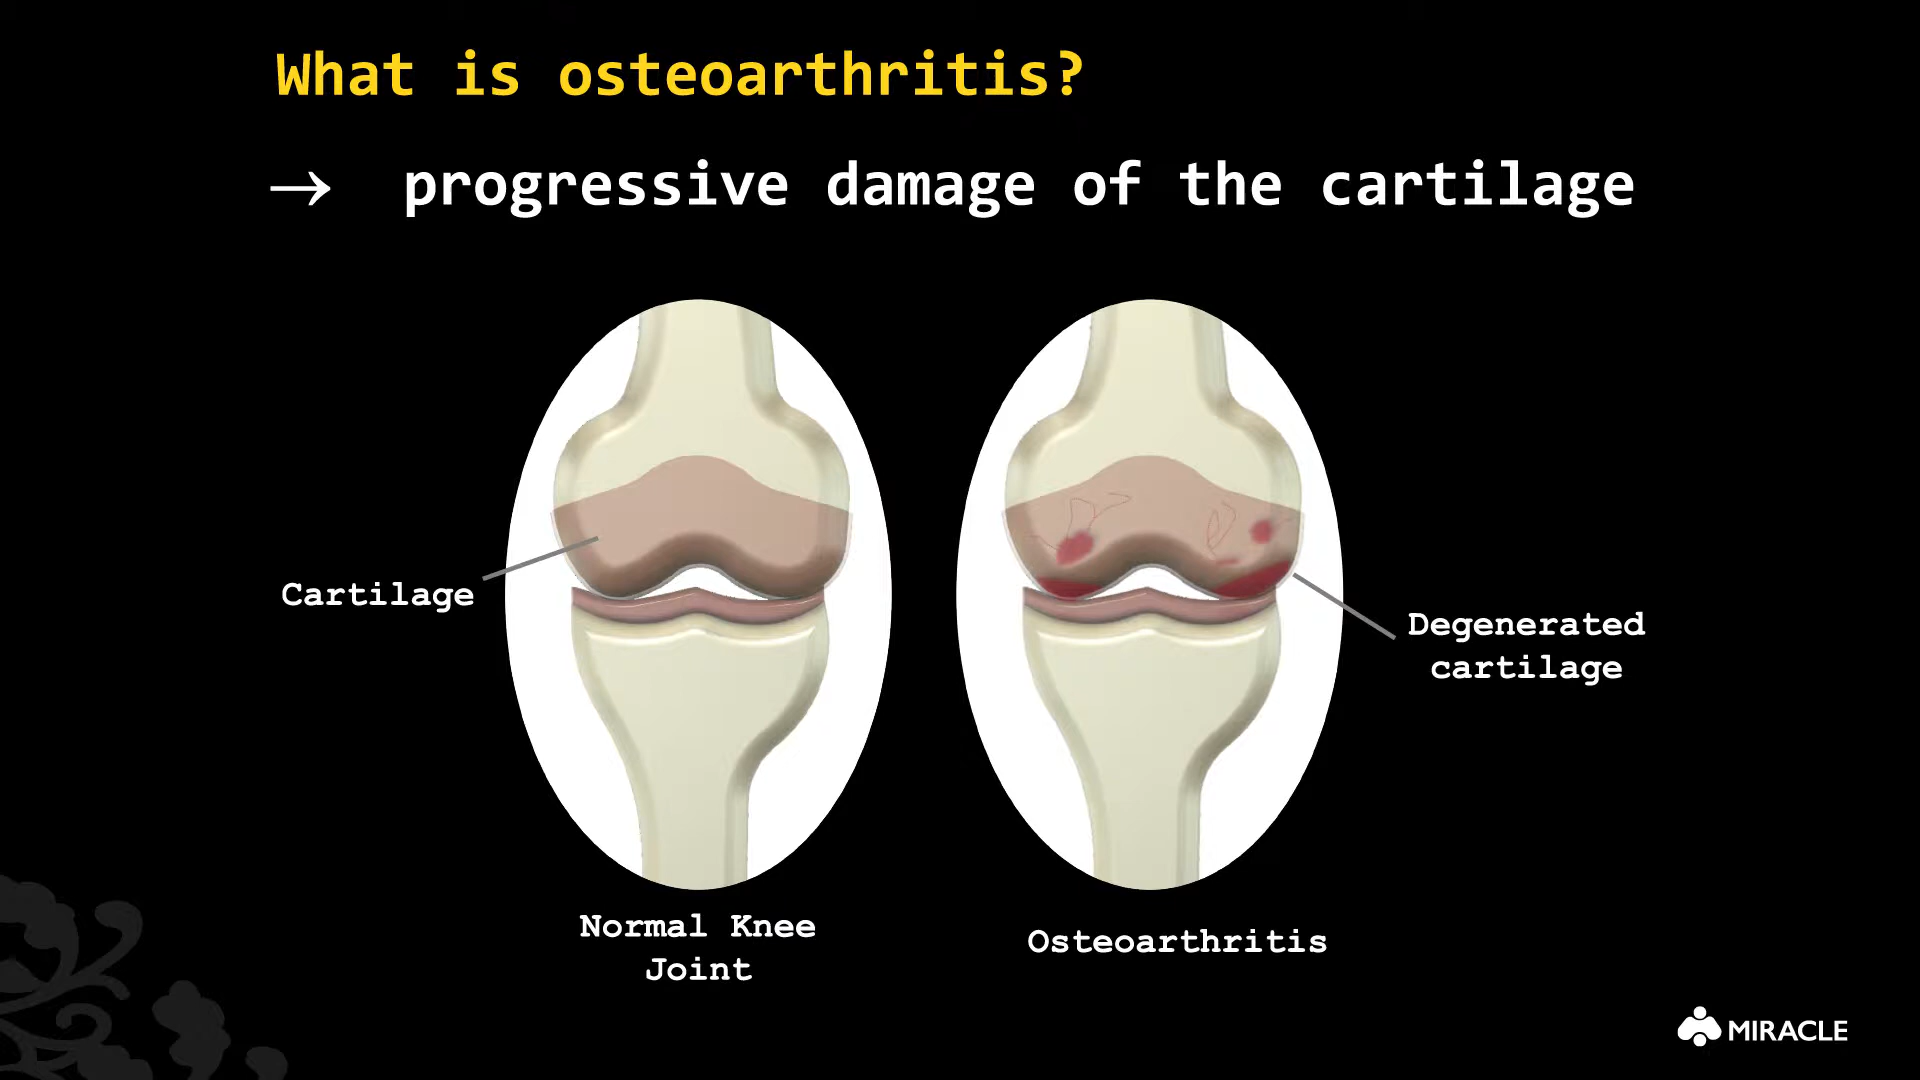 What is osteoarthritis?
→ progressive damage of the cartilage
Cartilage
Degenerated
cartilage
Normal Knee
Joint
Osteoarthritis
MIRACLE